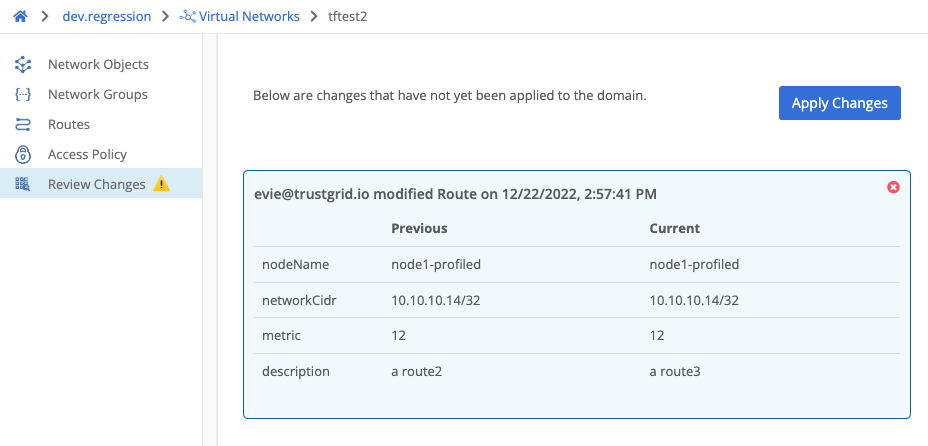 dev.regression > Virtual Networks > tftest2
Network Objects
Network Groups
Routes
Access Policy
Review Changes
Below are changes that have not yet been applied to the domain.
Apply Changes
evie@trustgrid.io modified Route on 12/22/2022, 2:57:41 PM
Previous Current
nodeName node1-profiled node1-profiled
networkCidr 10.10.10.14/32 10.10.10.14/32
metric 12 12
description a route2 a route3